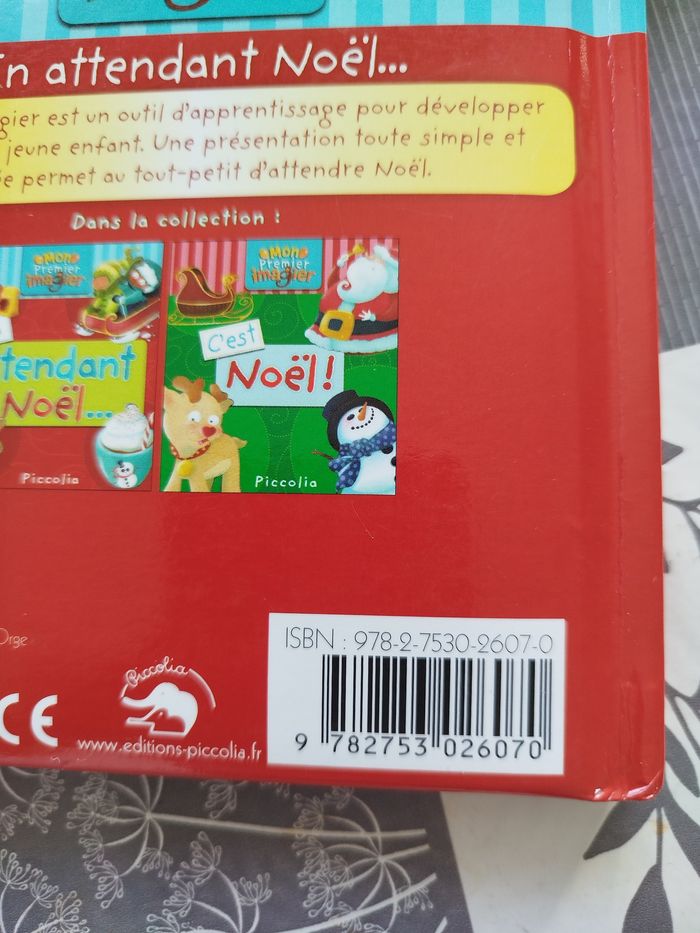 En attendant Noël...
gier est un outil d'apprentissage pour développer
jeune enfant. Une présentation toute simple et
permet au tout-petit d'attendre Noël.
Dans la collection :
Mon
Premier
imagier
tendant
Noël...
Piccolia
Mon
Premier
imagier
C'est
Noël !
Piccolia
Orge
CE
Piccolia
www.editions-piccolia.fr
ISBN : 978-2-7530-2607-0
9 782753 026070